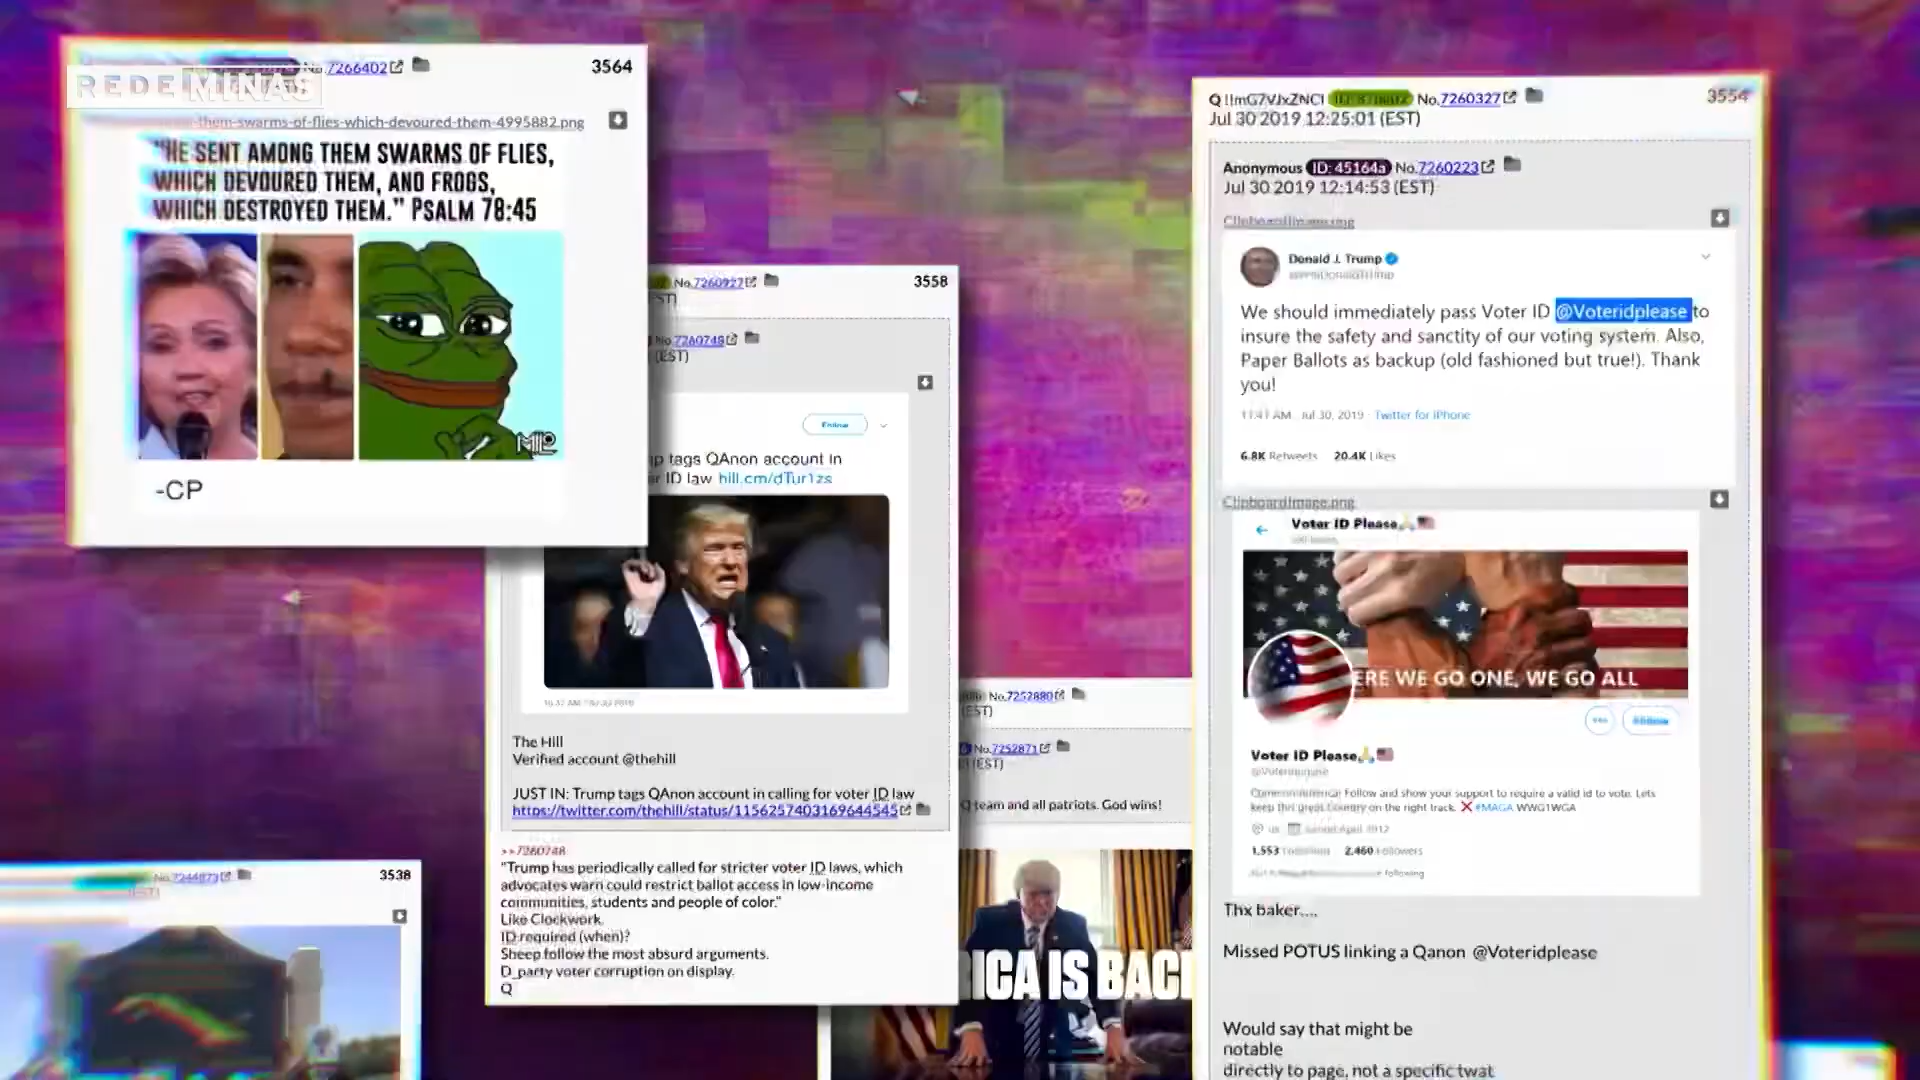 REDE MINAS
No.7266402
3564
them-swarms-of-flies-which-devoured-them-4995882.png
"HE SENT AMONG THEM SWARMS OF FLIES,
WHICH DEVOURED THEM, AND FROGS,
WHICH DESTROYED THEM." PSALM 78:45
MILO
-CP
No.7260927
3558
No.7260748
(EST)
Follow
tags QAnon account in
ID law hill.cm/dTur1zs
The Hill
Verified account @thehill
JUST IN: Trump tags QAnon account in calling for voter ID law
https://twitter.com/thehill/status/1156257403169644545
>>7260748
"Trump has periodically called for stricter voter ID laws, which
advocates warn could restrict ballot access in low-income
communities, students and people of color."
Like Clockwork.
ID required (when)?
Sheep follow the most absurd arguments.
D_party voter corruption on display.
Q
No.7244873
3538
No.7252880
(EST)
No.7252871
(EST)
Q team and all patriots. God wins!
RICA IS BACK
Q !!mG7VJxZNCI No.7260327
3554
Jul 30 2019 12:25:01 (EST)
Anonymous ID: 45164a No.7260223
Jul 30 2019 12:14:53 (EST)
ClipboardImage.png
Donald J. Trump
@realDonaldTrump
We should immediately pass Voter ID @Voteridplease to
insure the safety and sanctity of our voting system. Also,
Paper Ballots as backup (old fashioned but true!). Thank
you!
11:41 AM · Jul 30, 2019 · Twitter for iPhone
6.8K Retweets 20.4K Likes
ClipboardImage.png
Voter ID Please
ERE WE GO ONE, WE GO ALL
Follow
Voter ID Please
@Voteridplease
Follow and show your support to require a valid id to vote. Lets
keep this great Country on the right track. #MAGA WWG1WGA
Joined April 2012
1,553 Following 2,460 Followers
following
Thx baker....
Missed POTUS linking a Qanon @Voteridplease
Would say that might be
notable
directly to page, not a specific twat